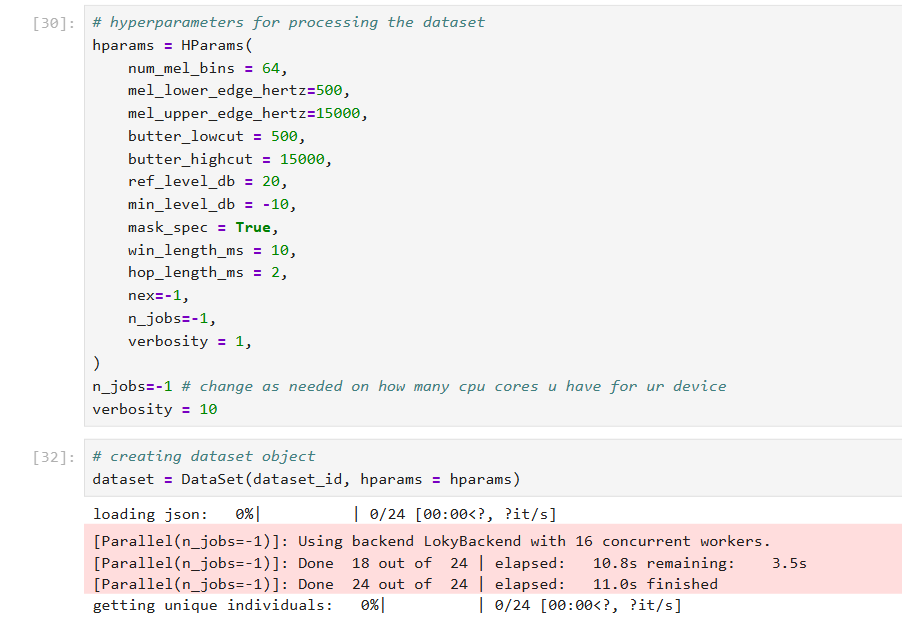 [30]: # hyperparameters for processing the dataset
hparams = HParams(
    num_mel_bins = 64,
    mel_lower_edge_hertz=500,
    mel_upper_edge_hertz=15000,
    butter_lowcut = 500,
    butter_highcut = 15000,
    ref_level_db = 20,
    min_level_db = -10,
    mask_spec = True,
    win_length_ms = 10,
    hop_length_ms = 2,
    nex=-1,
    n_jobs=-1,
    verbosity = 1,
)
n_jobs=-1 # change as needed on how many cpu cores u have for ur device
verbosity = 10
[32]: # creating dataset object
dataset = DataSet(dataset_id, hparams = hparams)
loading json:   0%|          | 0/24 [00:00<?, ?it/s]
[Parallel(n_jobs=-1)]: Using backend LokyBackend with 16 concurrent workers.
[Parallel(n_jobs=-1)]: Done  18 out of  24 | elapsed:   10.8s remaining:    3.5s
[Parallel(n_jobs=-1)]: Done  24 out of  24 | elapsed:   11.0s finished
getting unique individuals:   0%|          | 0/24 [00:00<?, ?it/s]